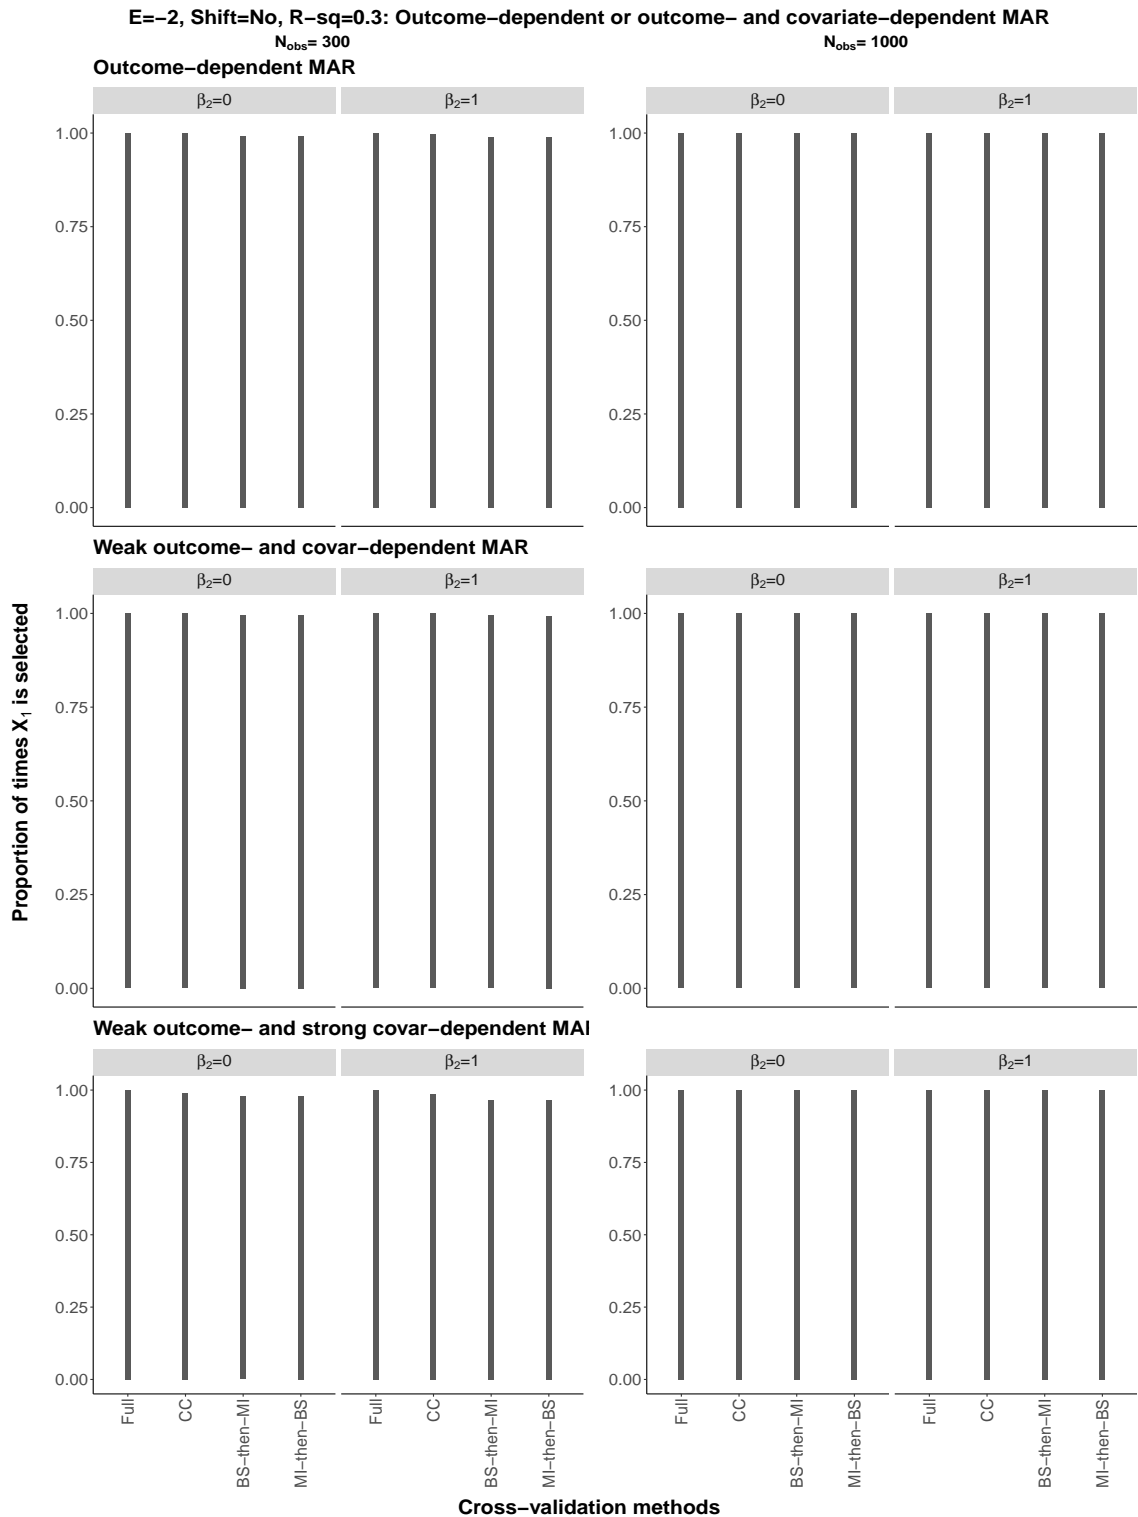 E=−2, Shift=No, R−sq=0.3: Outcome−dependent or outcome− and covariate−dependent MAR
N_obs= 300 N_obs= 1000
Outcome−dependent MAR
β₂=0 β₂=1 β₂=0 β₂=1
1.00 1.00
0.75 0.75
0.50 0.50
0.25 0.25
0.00 0.00
Weak outcome− and covar−dependent MAR
β₂=0 β₂=1 β₂=0 β₂=1
1.00 1.00
0.75 0.75
0.50 0.50
0.25 0.25
0.00 0.00
Proportion of times X₁ is selected
Weak outcome− and strong covar−dependent MAI
β₂=0 β₂=1 β₂=0 β₂=1
1.00 1.00
0.75 0.75
0.50 0.50
0.25 0.25
0.00 0.00
Full CC BS−then−MI MI−then−BS Full CC BS−then−MI MI−then−BS Full CC BS−then−MI MI−then−BS Full CC BS−then−MI MI−then−BS
Cross−validation methods